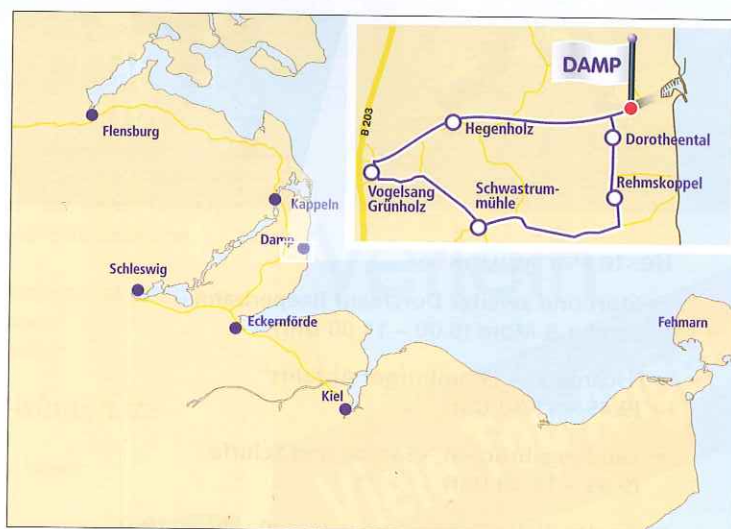 Flensburg
Kappeln
Damp
Schleswig
Eckernförde
Kiel
Fehmarn
DAMP
B 203
Hegenholz
Dorotheental
Vogelsang
Grünholz
Schwastrum-
mühle
Rehmskoppel